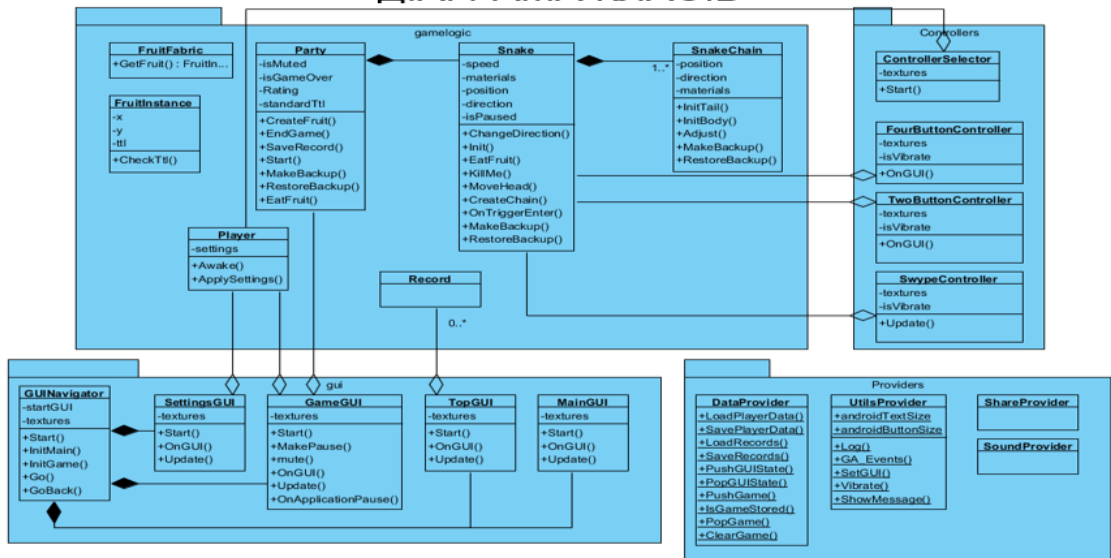 gamelogic
FruitFabric
+GetFruit() : FruitIn...
FruitInstance
-x
-y
-ttl
+CheckTtl()
Party
-isMuted
-isGameOver
-Rating
-standardTtl
+CreateFruit()
+EndGame()
+SaveRecord()
+Start()
+MakeBackup()
+RestoreBackup()
+EatFruit()
Snake
-speed
-materials
-position
-direction
-isPaused
+ChangeDirection()
+Init()
+EatFruit()
+KillMe()
+MoveHead()
+CreateChain()
+OnTriggerEnter()
+MakeBackup()
+RestoreBackup()
1..*
SnakeChain
-position
-direction
-materials
+InitTail()
+InitBody()
+Adjust()
+MakeBackup()
+RestoreBackup()
Player
-settings
+Awake()
+ApplySettings()
Record
0..*
Controllers
ControllerSelector
-textures
+Start()
FourButtonController
-textures
-isVibrate
+OnGUI()
TwoButtonController
-textures
-isVibrate
+OnGUI()
SwypeController
-textures
-isVibrate
+Update()
gui
GUINavigator
-startGUI
-textures
+Start()
+InitMain()
+InitGame()
+Go()
+GoBack()
SettingsGUI
-textures
+Start()
+OnGUI()
+Update()
GameGUI
-textures
+Start()
+MakePause()
+mute()
+OnGUI()
+Update()
+OnApplicationPause()
TopGUI
-textures
+Start()
+OnGUI()
+Update()
MainGUI
-textures
+Start()
+OnGUI()
+Update()
Providers
DataProvider
+LoadPlayerData()
+SavePlayerData()
+LoadRecords()
+SaveRecords()
+PushGUIState()
+PopGUIState()
+PushGame()
+IsGameStored()
+PopGame()
+ClearGame()
UtilsProvider
+androidTextSize
+androidButtonSize
+Log()
+GA_Events()
+SetGUI()
+Vibrate()
+ShowMessage()
ShareProvider
SoundProvider